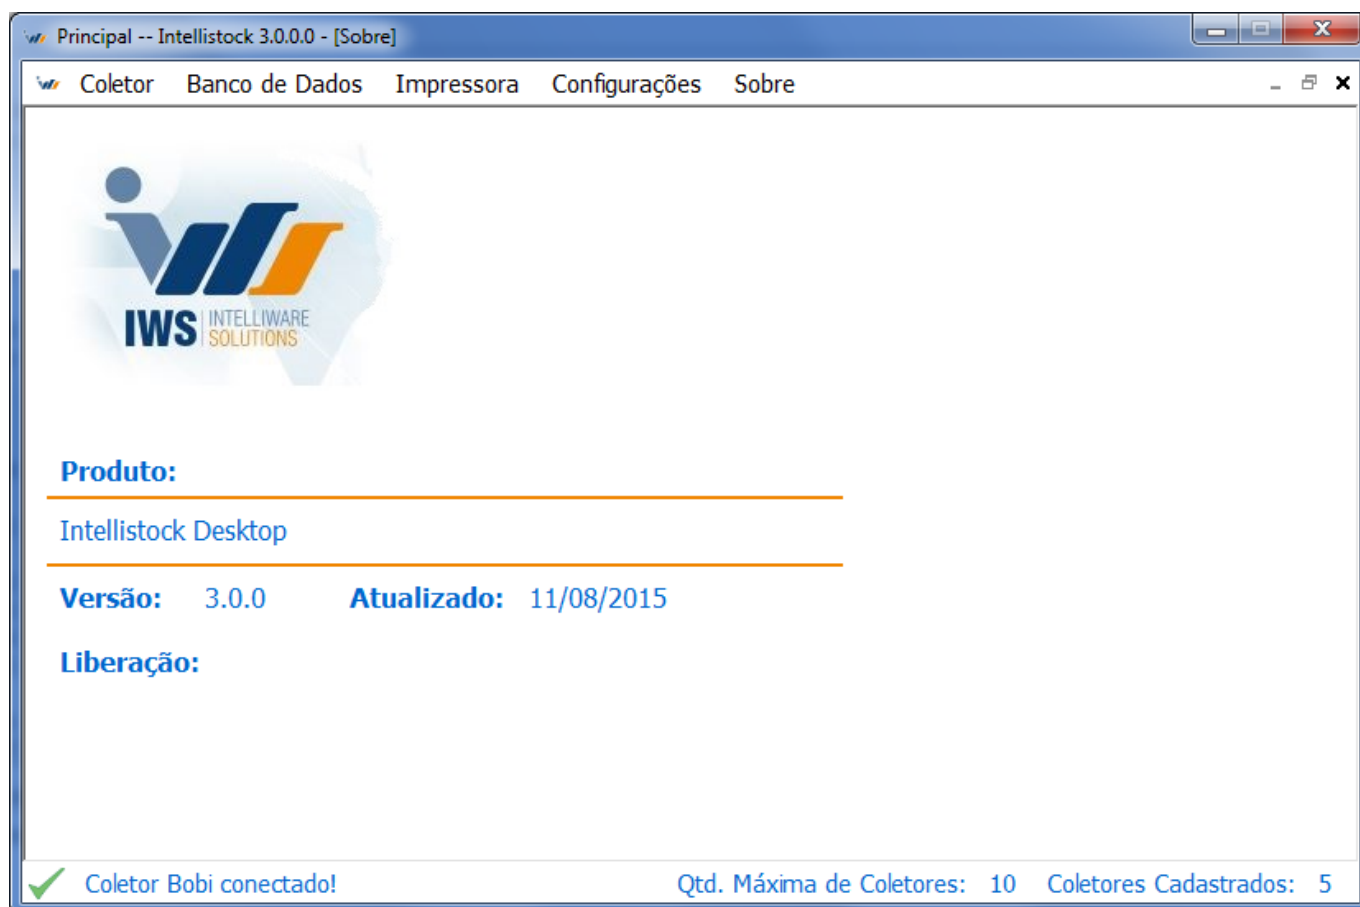 Principal -- Intellistock 3.0.0.0 - [Sobre]
Coletor Banco de Dados Impressora Configurações Sobre
IWS INTELLIWARE SOLUTIONS
Produto:
Intellistock Desktop
Versão: 3.0.0 Atualizado: 11/08/2015
Liberação:
Coletor Bobi conectado! Qtd. Máxima de Coletores: 10 Coletores Cadastrados: 5